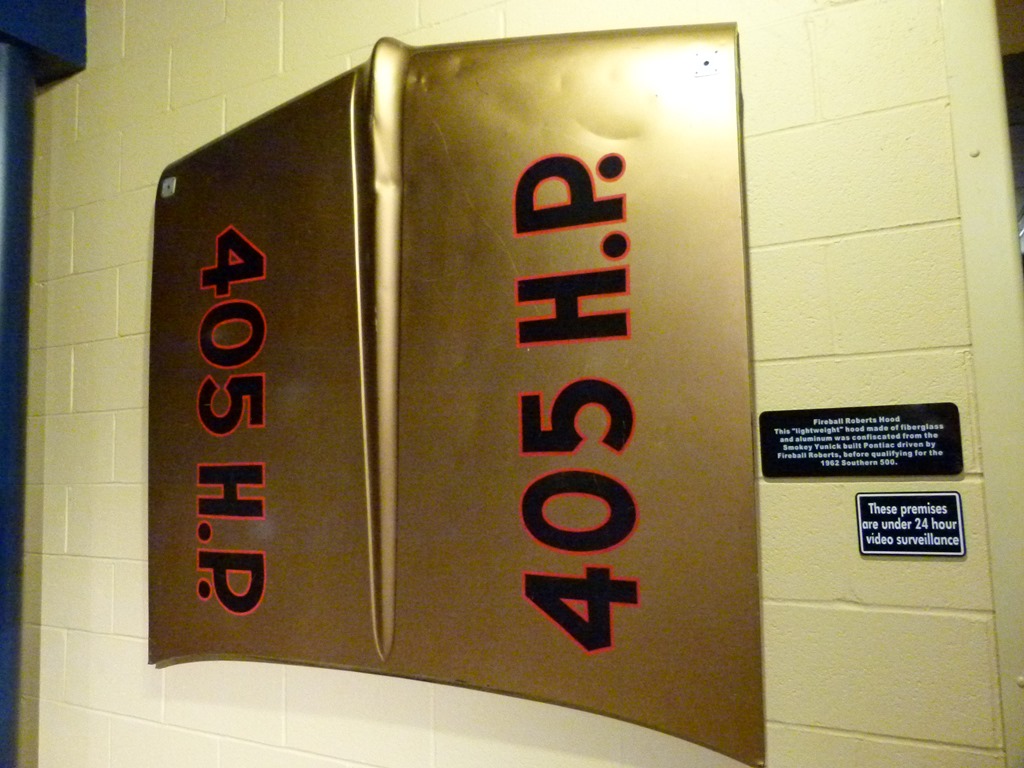 405 H.P.
405 H.P.
Fireball Roberts Hood
This "lightweight" hood made of fiberglass
and aluminum was confiscated from the
Smokey Yunick built Pontiac driven by
Fireball Roberts, before qualifying for the
1962 Southern 500.
These premises
are under 24 hour
video surveillance